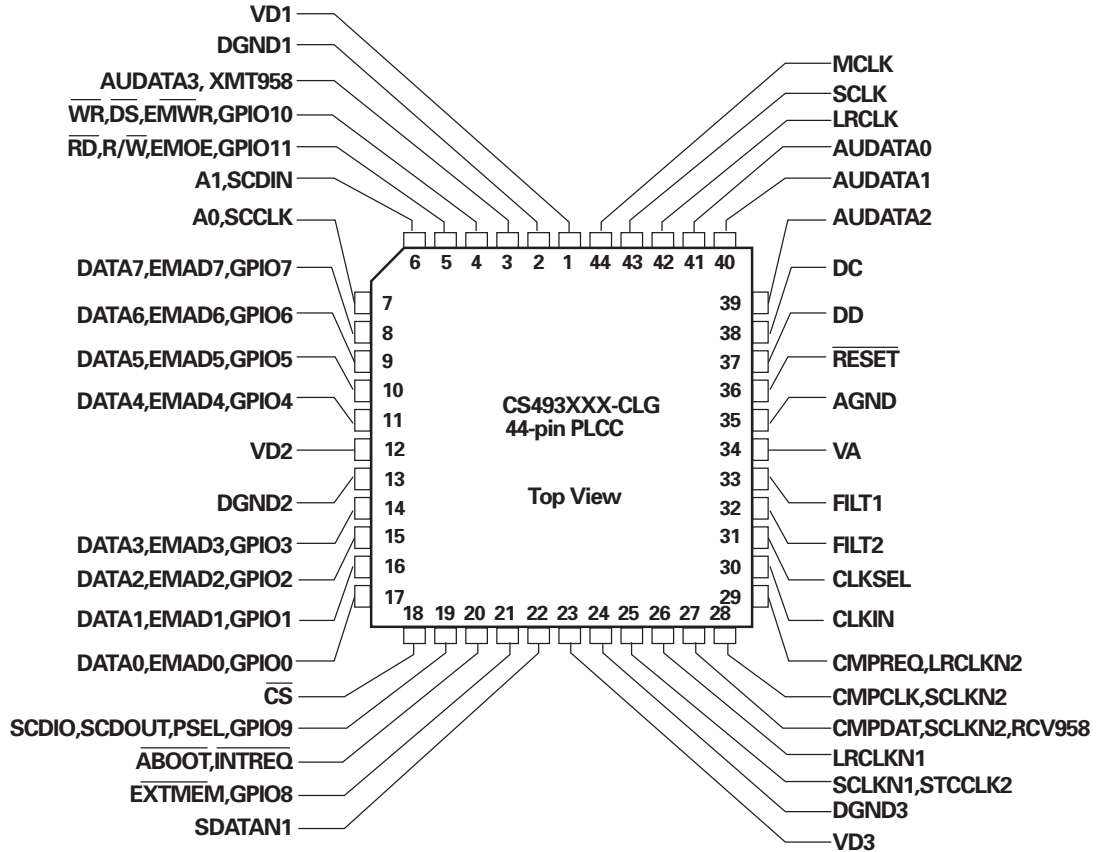 VD1
DGND1
AUDATA3, XMT958
WR,DS,EMWR,GPIO10
RD,R/W,EMOE,GPIO11
A1,SCDIN
A0,SCCLK
DATA7,EMAD7,GPIO7
DATA6,EMAD6,GPIO6
DATA5,EMAD5,GPIO5
DATA4,EMAD4,GPIO4
VD2
DGND2
DATA3,EMAD3,GPIO3
DATA2,EMAD2,GPIO2
DATA1,EMAD1,GPIO1
DATA0,EMAD0,GPIO0
CS
SCDIO,SCDOUT,PSEL,GPIO9
ABOOT,INTREQ
EXTMEM,GPIO8
SDATAN1
6 5 4 3 2 1 44 43 42 41 40
7
8
9
10
11
12
13
14
15
16
17
CS493XXX-CLG
44-pin PLCC
Top View
39
38
37
36
35
34
33
32
31
30
29
18 19 20 21 22 23 24 25 26 27 28
MCLK
SCLK
LRCLK
AUDATA0
AUDATA1
AUDATA2
DC
DD
RESET
AGND
VA
FILT1
FILT2
CLKSEL
CLKIN
CMPREQ,LRCLKN2
CMPCLK,SCLKN2
CMPDAT,SCLKN2,RCV958
LRCLKN1
SCLKN1,STCCLK2
DGND3
VD3